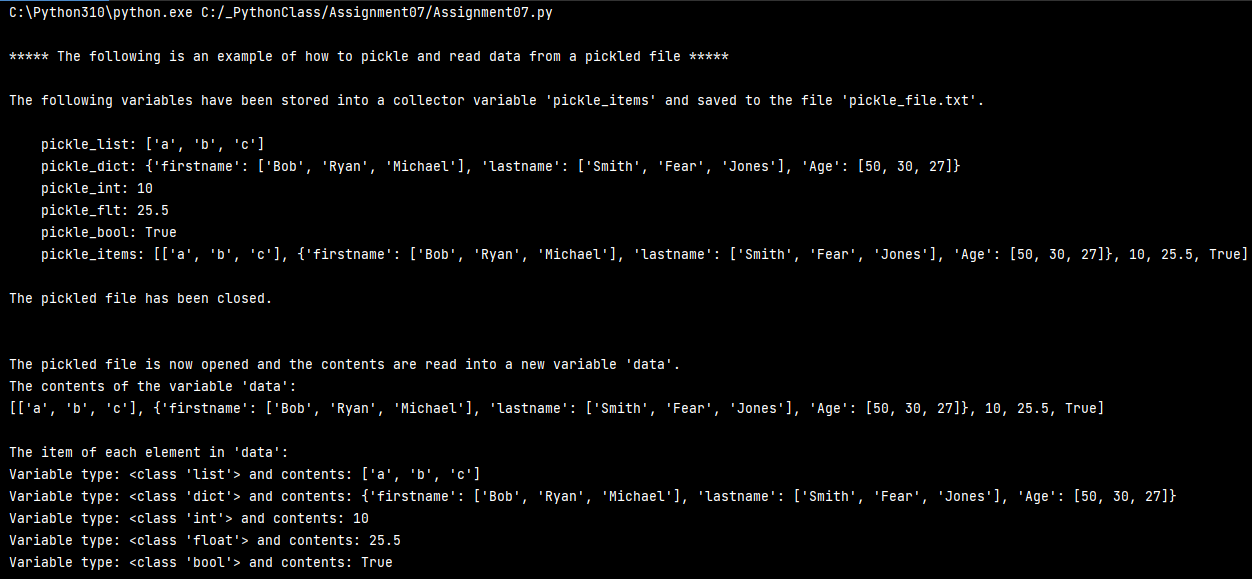 C:\Python310\python.exe C:/_PythonClass/Assignment07/Assignment07.py
***** The following is an example of how to pickle and read data from a pickled file *****
The following variables have been stored into a collector variable 'pickle_items' and saved to the file 'pickle_file.txt'.
pickle_list: ['a', 'b', 'c']
pickle_dict: {'firstname': ['Bob', 'Ryan', 'Michael'], 'lastname': ['Smith', 'Fear', 'Jones'], 'Age': [50, 30, 27]}
pickle_int: 10
pickle_flt: 25.5
pickle_bool: True
pickle_items: [['a', 'b', 'c'], {'firstname': ['Bob', 'Ryan', 'Michael'], 'lastname': ['Smith', 'Fear', 'Jones'], 'Age': [50, 30, 27]}, 10, 25.5, True]
The pickled file has been closed.
The pickled file is now opened and the contents are read into a new variable 'data'.
The contents of the variable 'data':
[['a', 'b', 'c'], {'firstname': ['Bob', 'Ryan', 'Michael'], 'lastname': ['Smith', 'Fear', 'Jones'], 'Age': [50, 30, 27]}, 10, 25.5, True]
The item of each element in 'data':
Variable type: <class 'list'> and contents: ['a', 'b', 'c']
Variable type: <class 'dict'> and contents: {'firstname': ['Bob', 'Ryan', 'Michael'], 'lastname': ['Smith', 'Fear', 'Jones'], 'Age': [50, 30, 27]}
Variable type: <class 'int'> and contents: 10
Variable type: <class 'float'> and contents: 25.5
Variable type: <class 'bool'> and contents: True